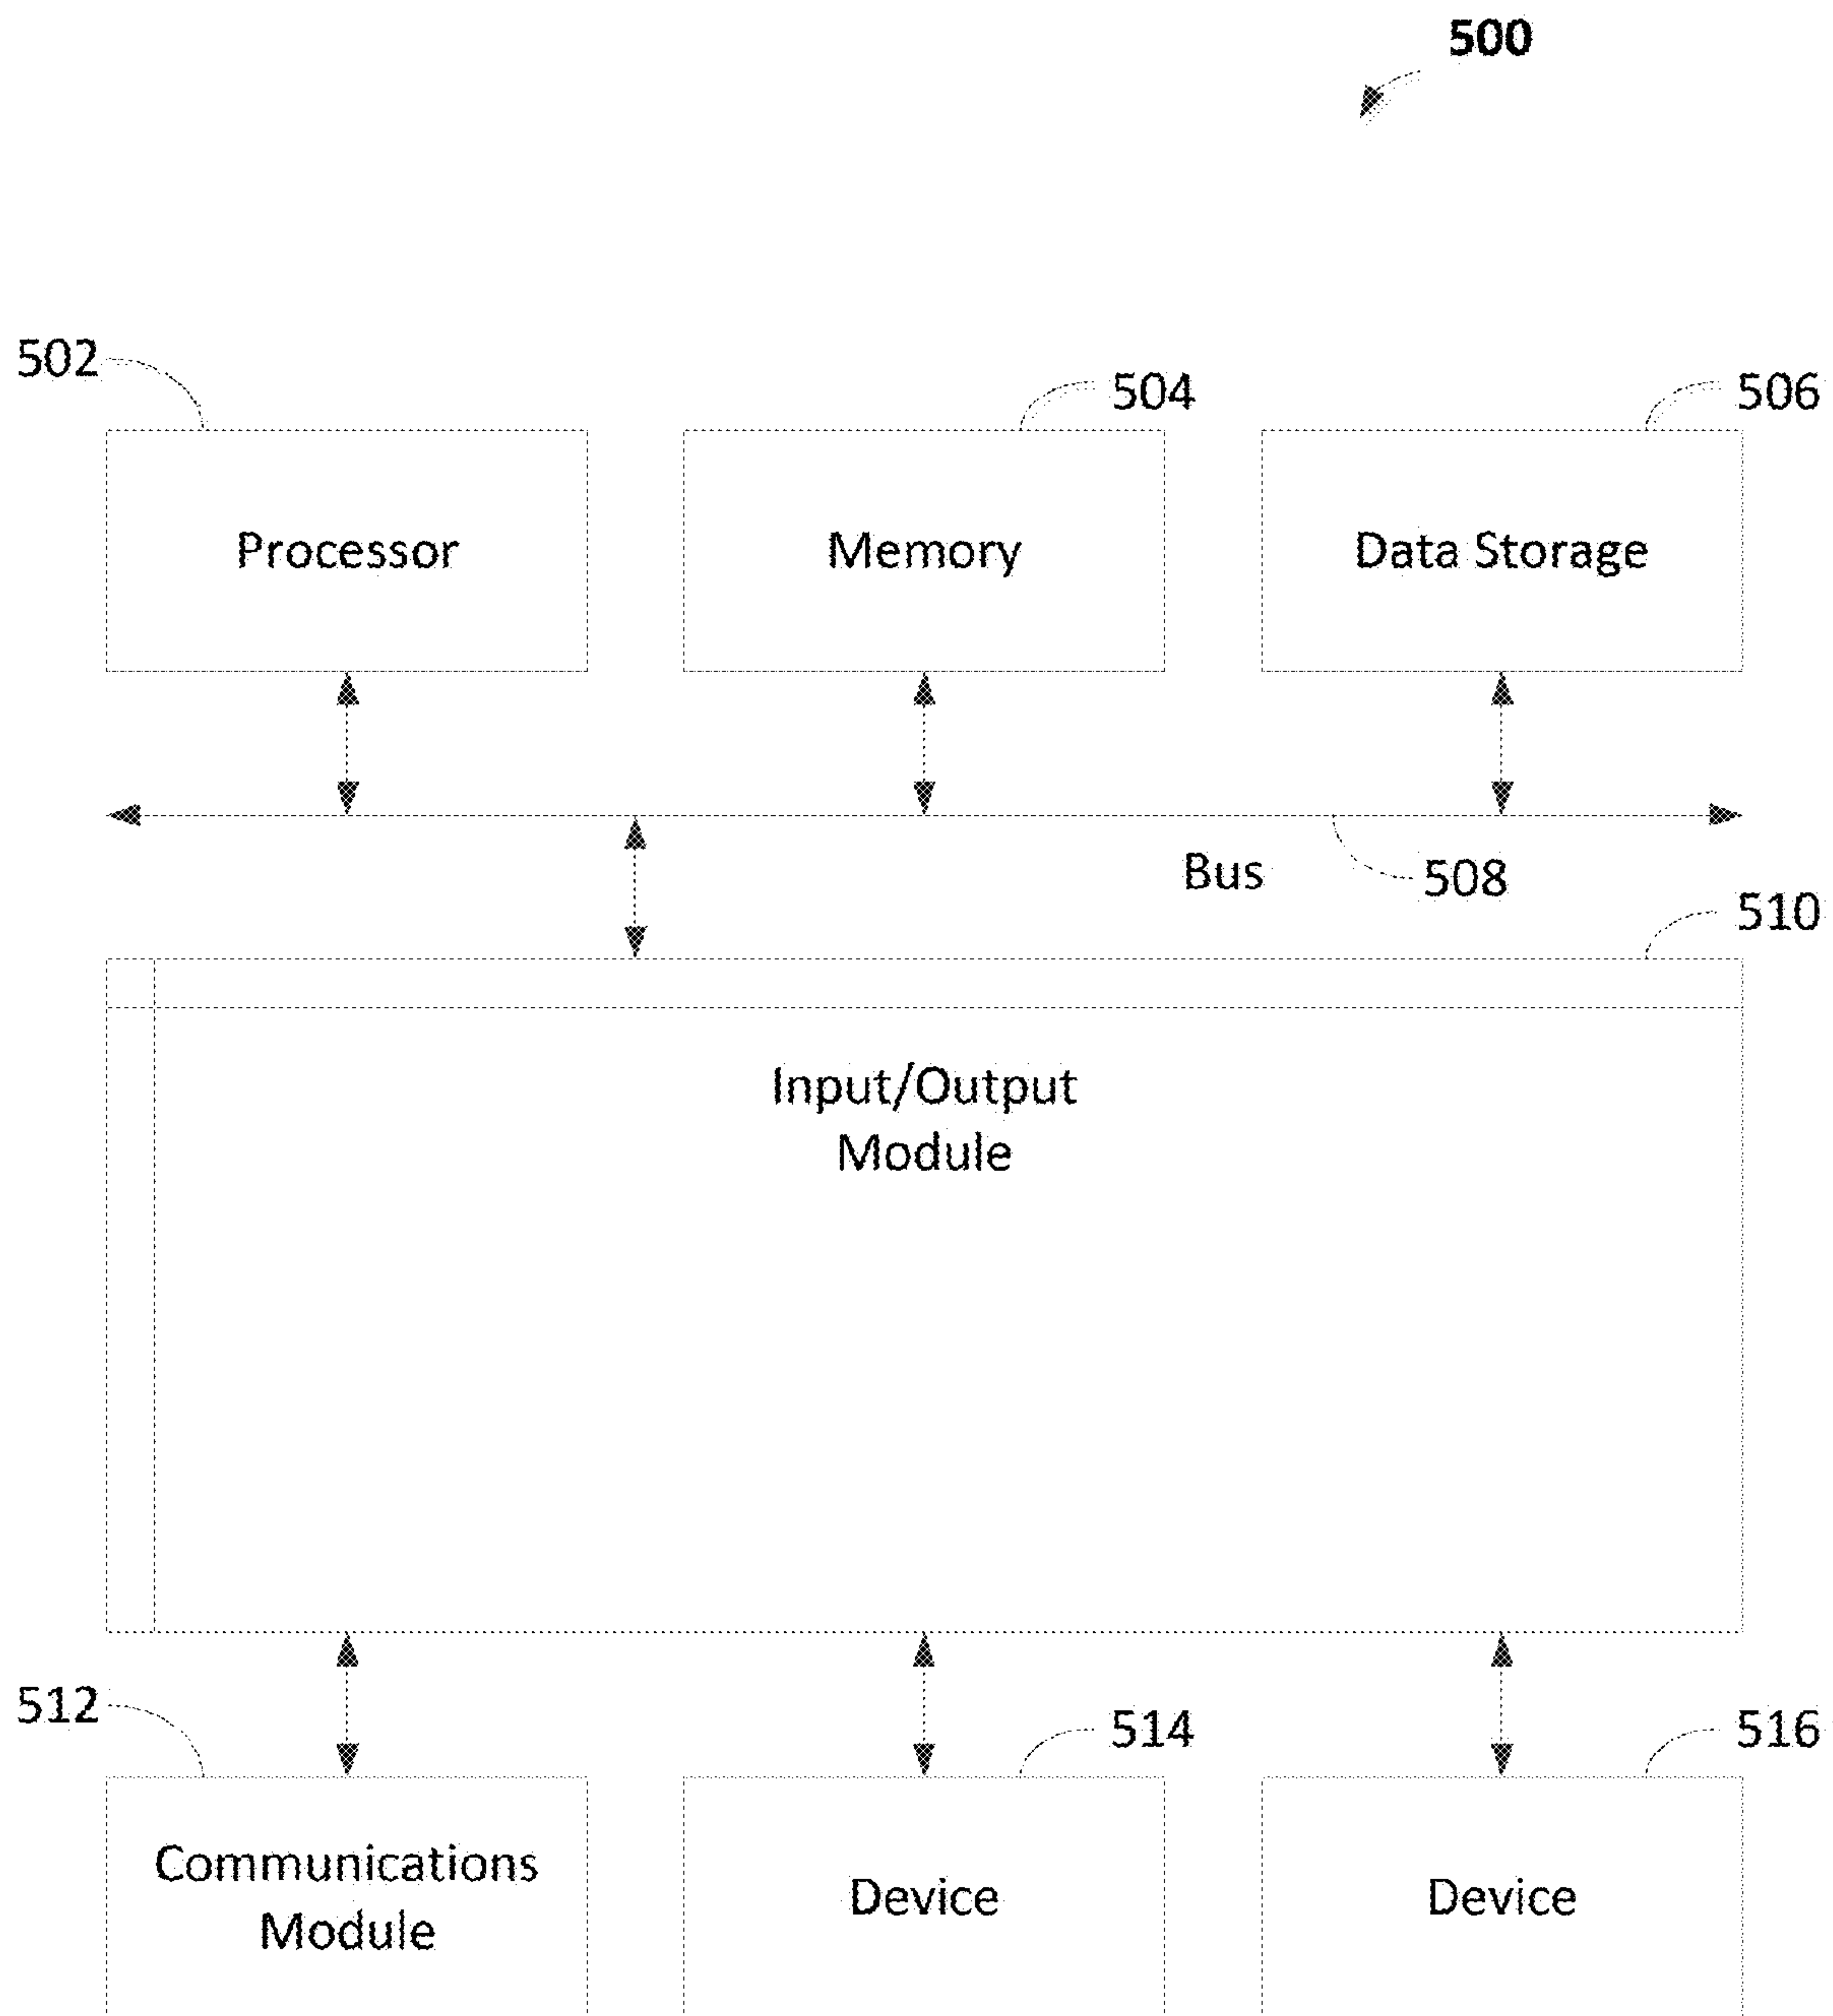 500
502
504
506
Processor
Memory
Data Storage
Bus
508
510
Input/Output
Module
512
514
516
Communications
Module
Device
Device